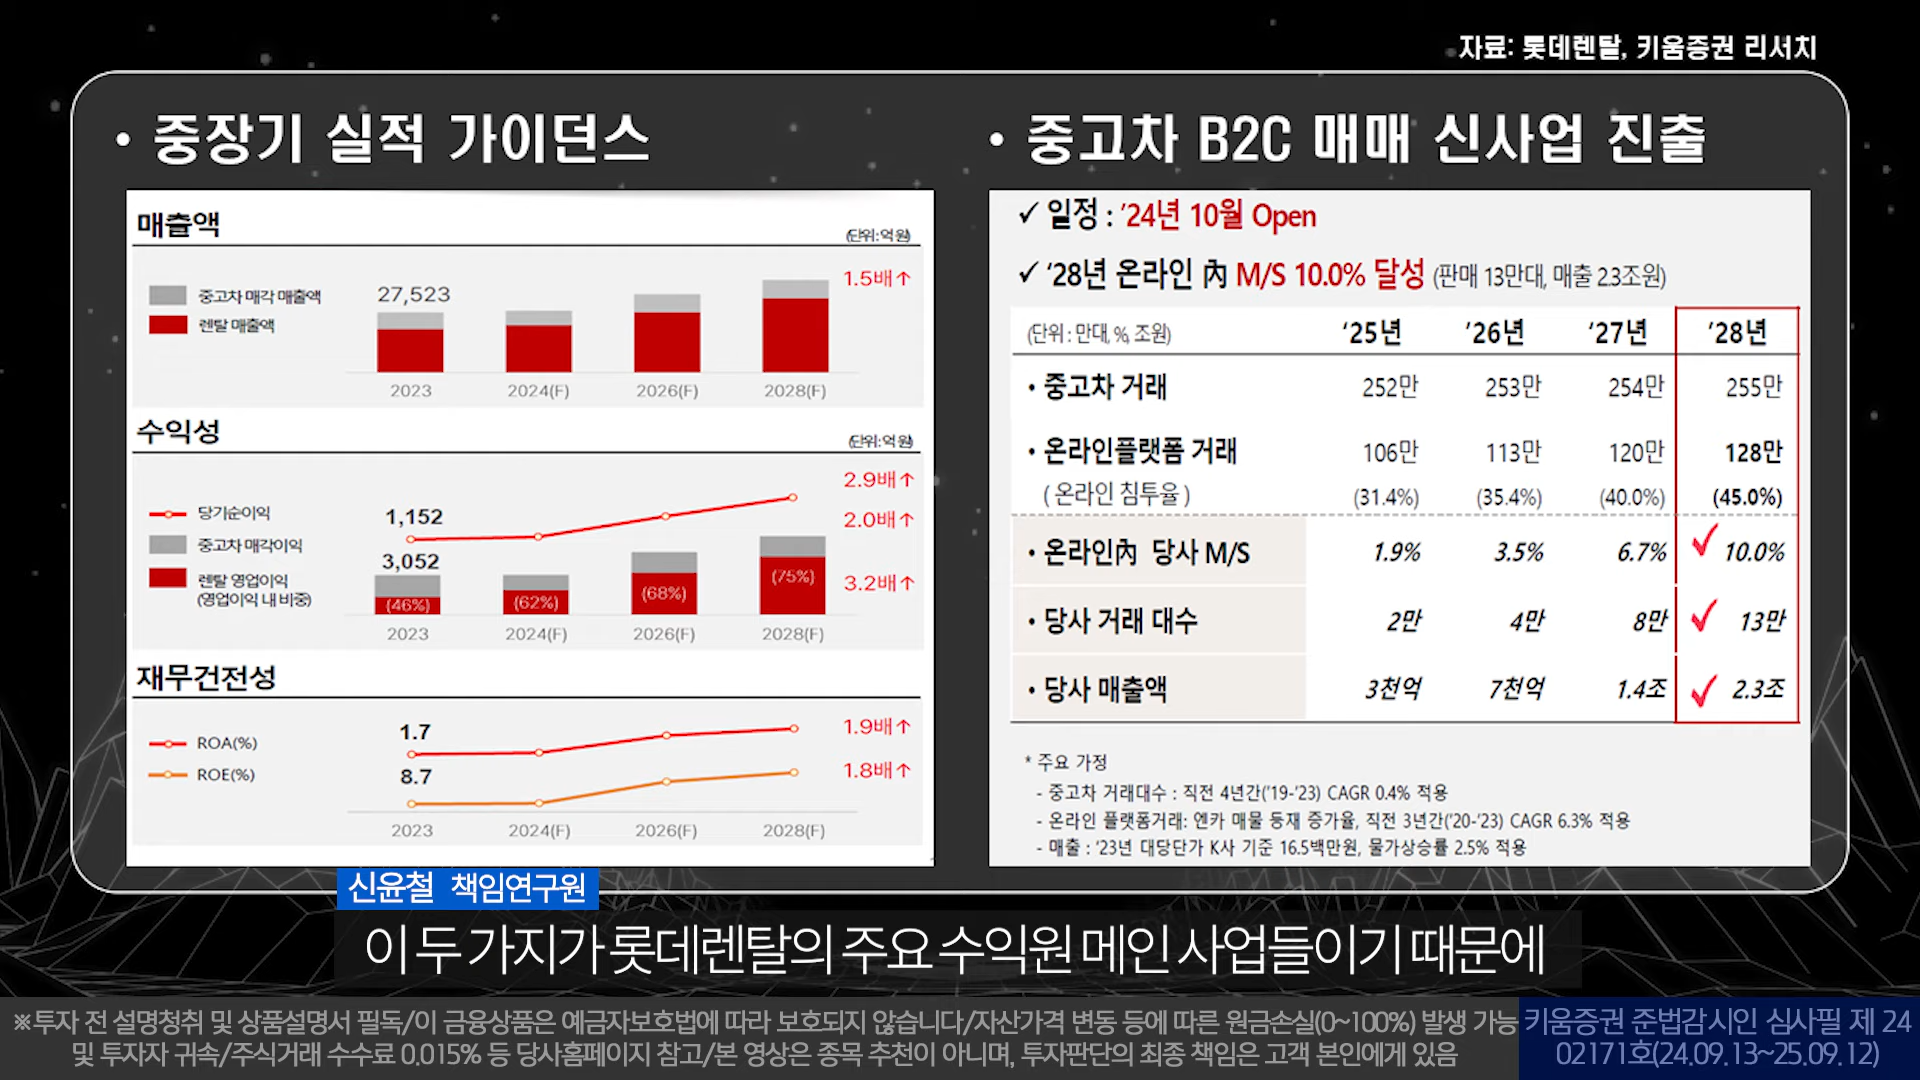 자료: 롯데렌탈, 키움증권 리서치
• 중장기 실적 가이던스
매출액
(단위:억원)
중고차 매각 매출액
렌탈 매출액
27,523
1.5배↑
2023 2024(F) 2026(F) 2028(F)
수익성
(단위:억원)
당기순이익
중고차 매각이익
렌탈 영업이익
(영업이익 내 비중)
1,152
3,052
(46%) (62%) (68%) (75%)
2.9배↑
2.0배↑
3.2배↑
2023 2024(F) 2026(F) 2028(F)
재무건전성
ROA(%)
ROE(%)
1.7
8.7
1.9배↑
1.8배↑
2023 2024(F) 2026(F) 2028(F)
• 중고차 B2C 매매 신사업 진출
✓ 일정 : ’24년 10월 Open
✓ ‘28년 온라인 內 M/S 10.0% 달성 (판매 13만대, 매출 2.3조원)
(단위 : 만대, %, 조원) ‘25년 ’26년 ‘27년 ’28년
• 중고차 거래 252만 253만 254만 255만
• 온라인플랫폼 거래 106만 113만 120만 128만
( 온라인 침투율 ) (31.4%) (35.4%) (40.0%) (45.0%)
• 온라인內 당사 M/S 1.9% 3.5% 6.7% ✓ 10.0%
• 당사 거래 대수 2만 4만 8만 ✓ 13만
• 당사 매출액 3천억 7천억 1.4조 ✓ 2.3조
* 주요 가정
- 중고차 거래대수 : 직전 4년간(’19-’23) CAGR 0.4% 적용
- 온라인 플랫폼거래: 엔카 매물 등재 증가율, 직전 3년간(‘20-’23) CAGR 6.3% 적용
- 매출 : ‘23년 대당단가 K사 기준 16.5백만원, 물가상승률 2.5% 적용
신윤철 책임연구원
이 두 가지가 롯데렌탈의 주요 수익원 메인 사업들이기 때문에
※투자 전 설명청취 및 상품설명서 필독/이 금융상품은 예금자보호법에 따라 보호되지 않습니다/자산가격 변동 등에 따른 원금손실(0~100%) 발생 가능
및 투자자 귀속/주식거래 수수료 0.015% 등 당사홈페이지 참고/본 영상은 종목 추천이 아니며, 투자판단의 최종 책임은 고객 본인에게 있음
키움증권 준법감시인 심사필 제 24
02171호(24.09.13~25.09.12)